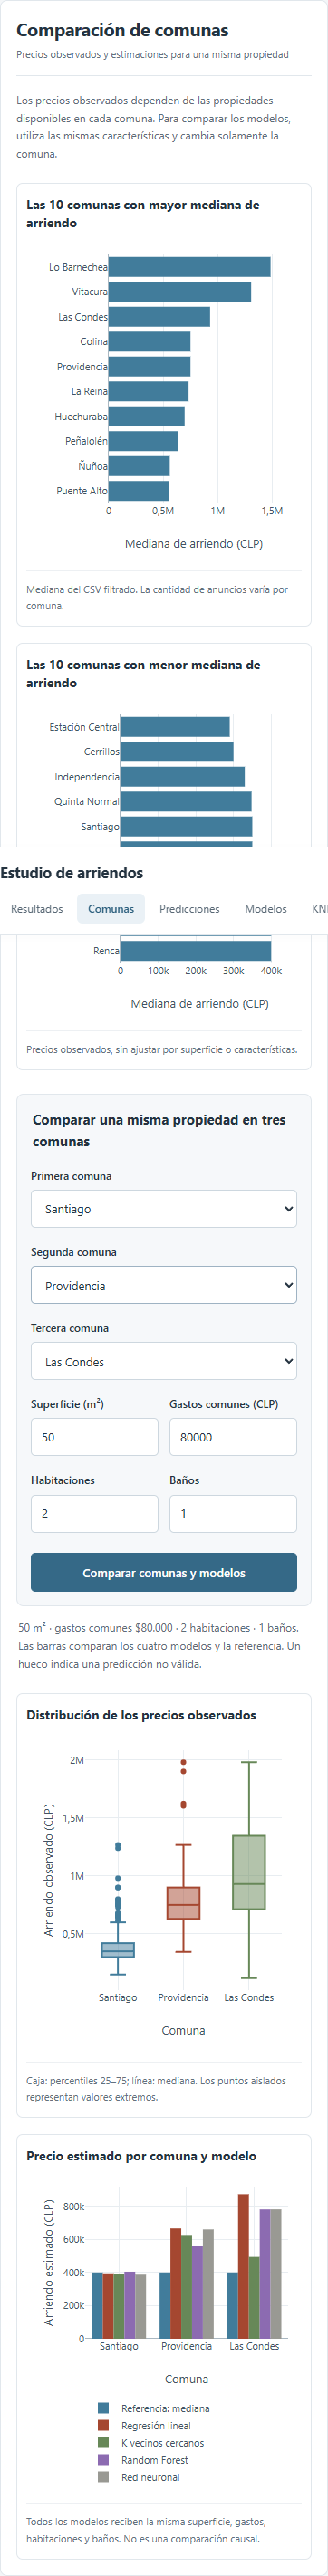 Comparación de comunas
Precios observados y estimaciones para una misma propiedad
Los precios observados dependen de las propiedades
disponibles en cada comuna. Para comparar los modelos,
utiliza las mismas características y cambia solamente la
comuna.
Las 10 comunas con mayor mediana de
arriendo
Lo Barnechea
Vitacura
Las Condes
Colina
Providencia
La Reina
Huechuraba
Peñalolén
Ñuñoa
Puente Alto
0 0,5M 1M 1,5M
Mediana de arriendo (CLP)
Mediana del CSV filtrado. La cantidad de anuncios varía por
comuna.
Las 10 comunas con menor mediana de
arriendo
Estación Central
Cerrillos
Independencia
Quinta Normal
Santiago
Estudio de arriendos
Resultados Comunas Predicciones Modelos KN
Renca
0 100k 200k 300k 400k
Mediana de arriendo (CLP)
Precios observados, sin ajustar por superficie o características.
Comparar una misma propiedad en tres
comunas
Primera comuna
Santiago
Segunda comuna
Providencia
Tercera comuna
Las Condes
Superficie (m²) Gastos comunes (CLP)
50 80000
Habitaciones Baños
2 1
Comparar comunas y modelos
50 m² · gastos comunes $80.000 · 2 habitaciones · 1 baños.
Las barras comparan los cuatro modelos y la referencia. Un
hueco indica una predicción no válida.
Distribución de los precios observados
Arriendo observado (CLP)
2M
1,5M
1M
0,5M
Santiago Providencia Las Condes
Comuna
Caja: percentiles 25–75; línea: mediana. Los puntos aislados
representan valores extremos.
Precio estimado por comuna y modelo
Arriendo estimado (CLP)
800k
600k
400k
200k
0
Santiago Providencia Las Condes
Comuna
Referencia: mediana
Regresión lineal
K vecinos cercanos
Random Forest
Red neuronal
Todos los modelos reciben la misma superficie, gastos,
habitaciones y baños. No es una comparación causal.